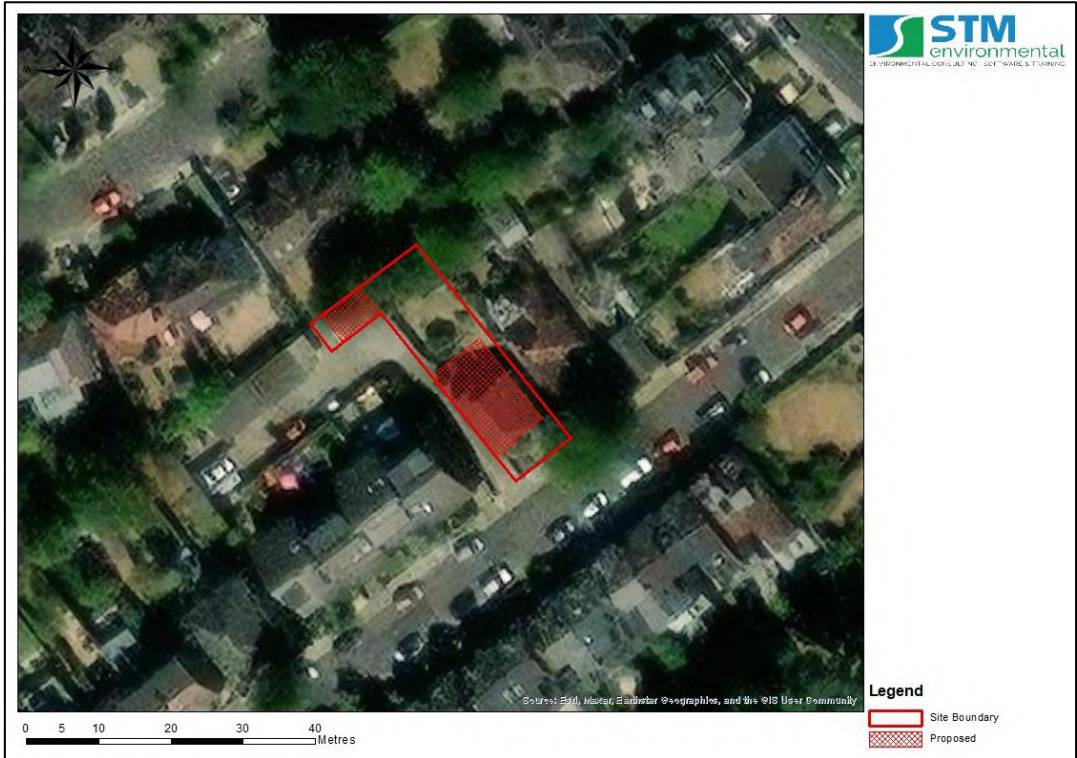 STM
environmental
ENVIRONMENTAL CONSULTING, SOFTWARE & TRAINING
Source: Esri, Maxar, Earthstar Geographics, and the GIS User Community
Legend
Site Boundary
Proposed
0 5 10 20 30 40
Metres